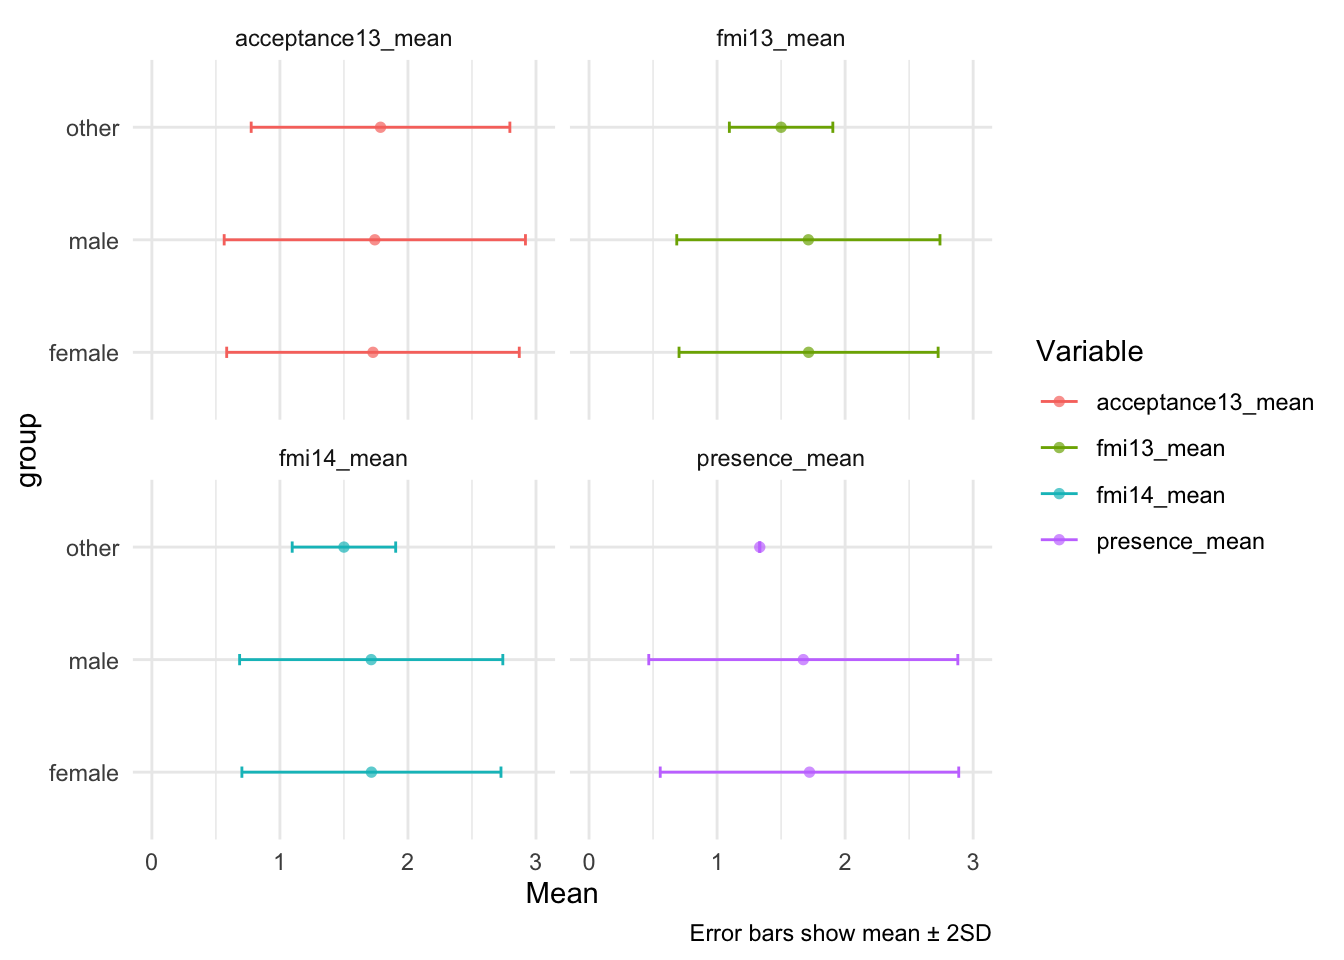 acceptance13_mean
fmi13_mean
other
male
female
group
fmi14_mean
presence_mean
other
male
female
0 1 2 3 0 1 2 3
Mean
Error bars show mean ± 2SD
Variable
acceptance13_mean
fmi13_mean
fmi14_mean
presence_mean